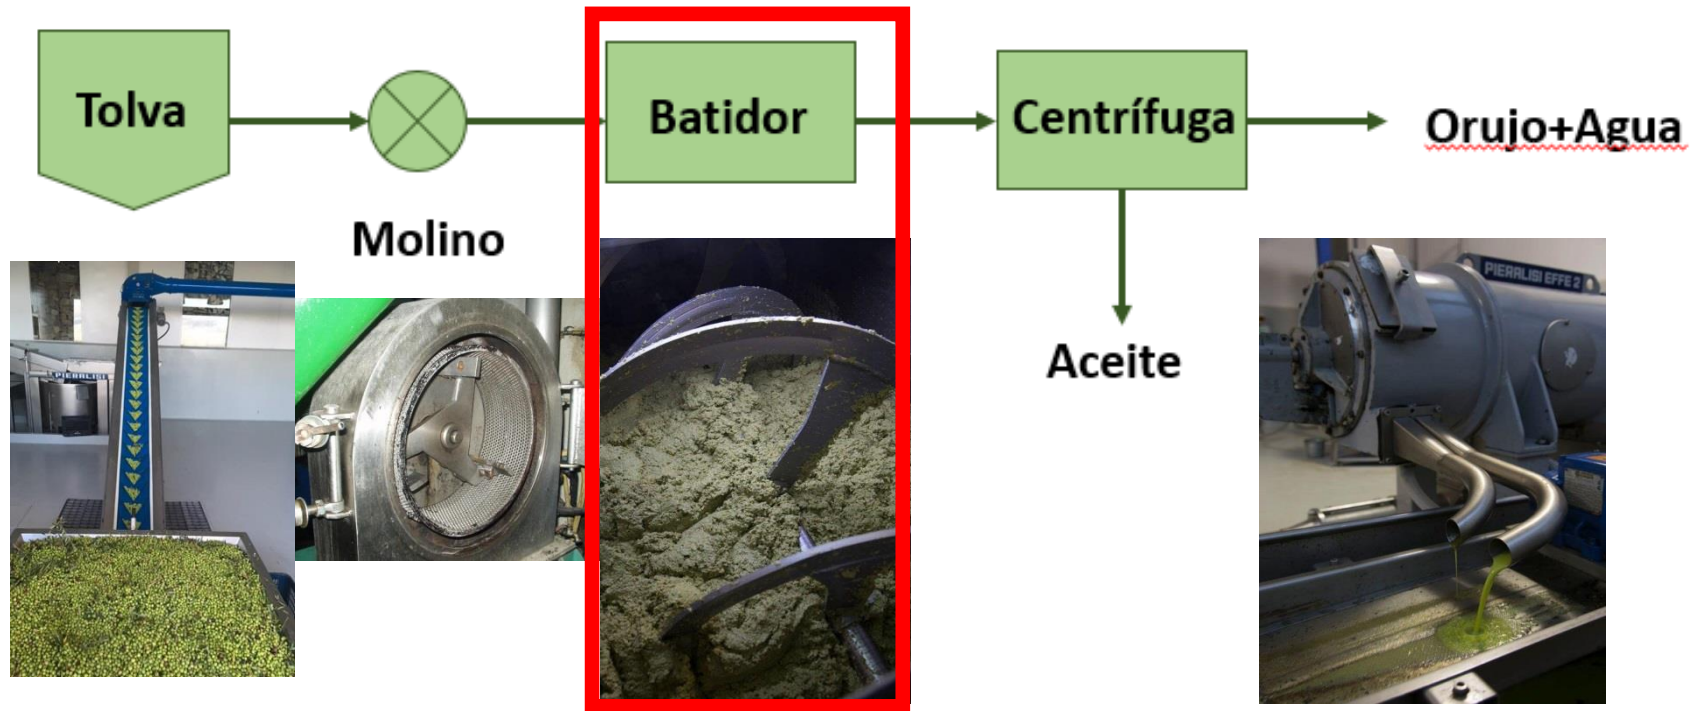 Tolva
Molino
Batidor
Centrífuga
Orujo+Agua
Aceite
PIERALISI
PIERALISI EFFE 2